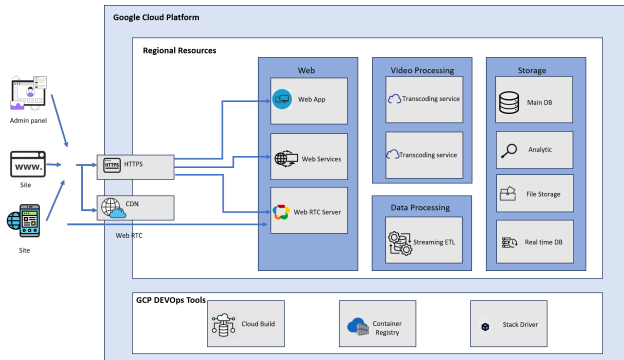 Google Cloud Platform
Regional Resources
Web
Video Processing
Storage
Admin panel
Web App
Transcoding service
Main DB
www.
Site
HTTPS
HTTPS
Web Services
Transcoding service
Analytic
CDN
File Storage
Site
Web RTC
Web RTC Server
Data Processing
Streaming ETL
Real time DB
GCP DEVOps Tools
Cloud Build
Container
Registry
Stack Driver